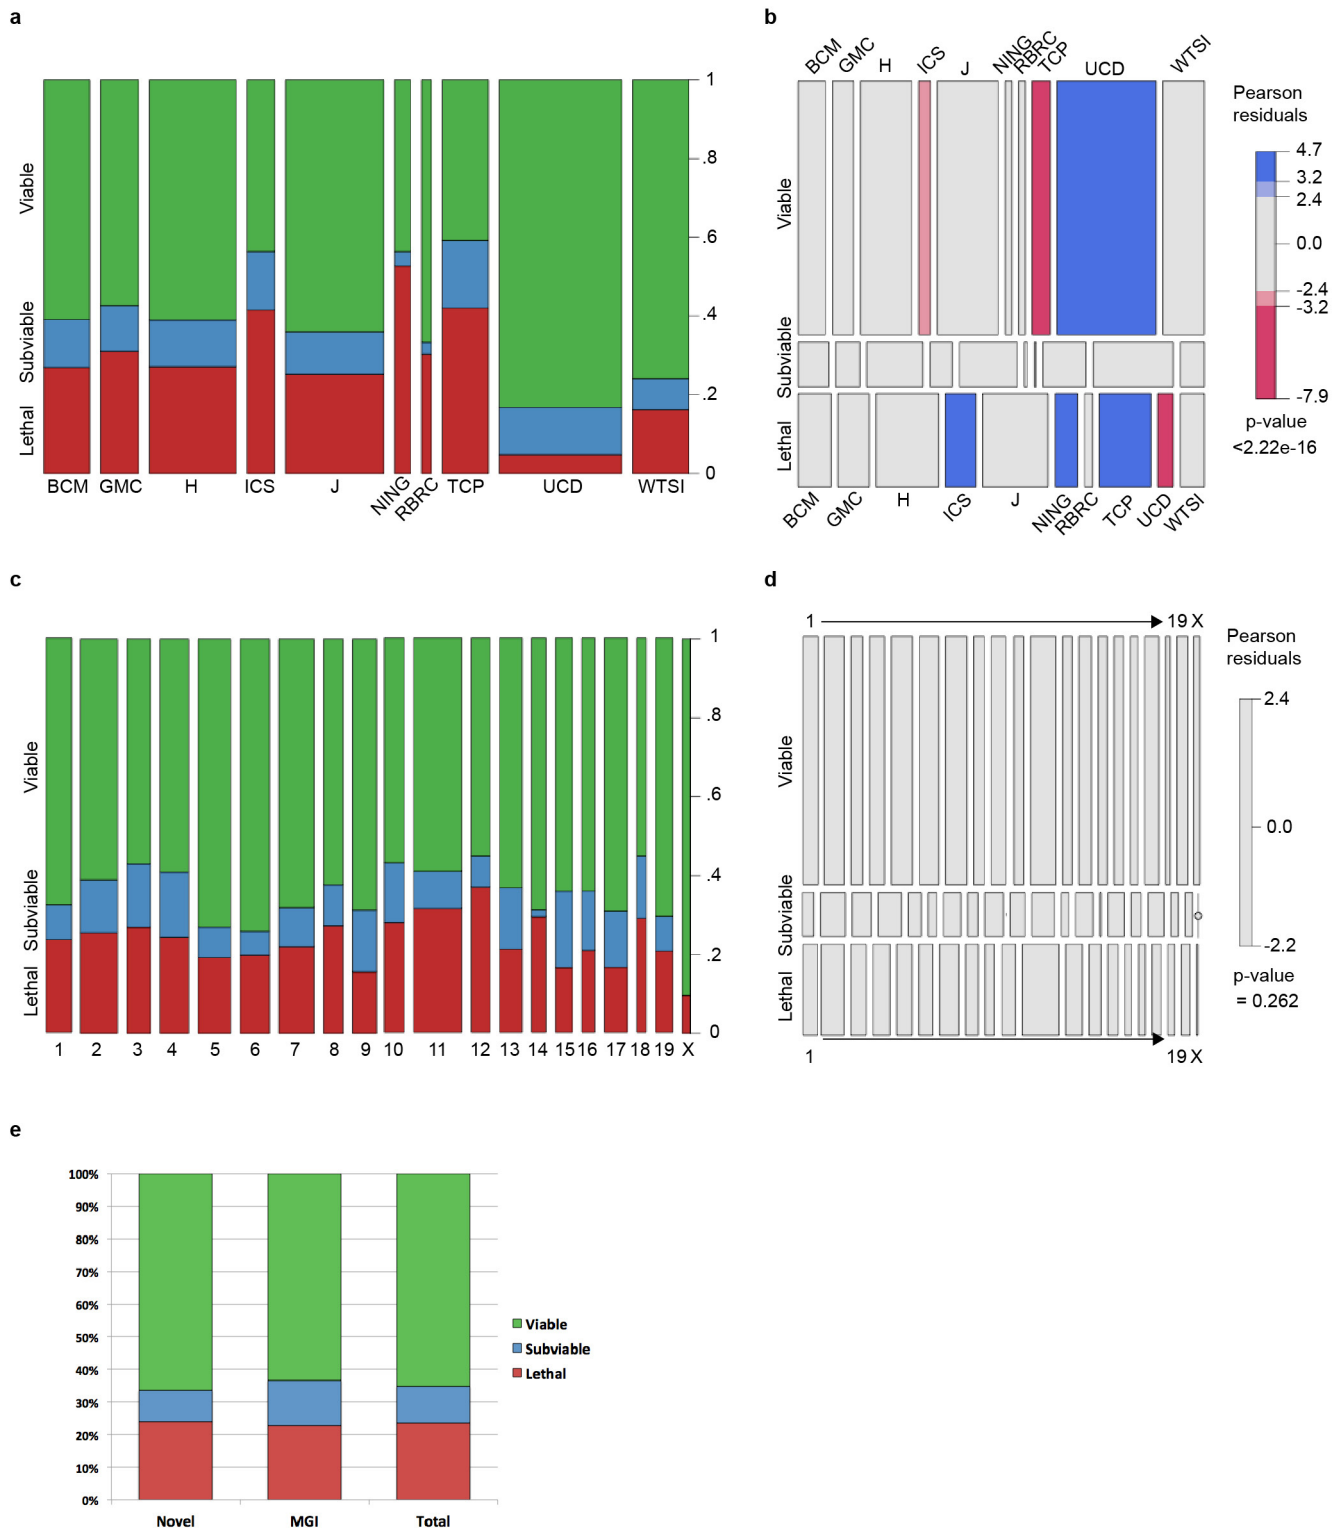 a
Viable
Subviable
Lethal
1
.8
.6
.4
.2
0
BCM GMC H ICS J NING RBRC TCP UCD WTSI
b
BCM GMC H ICS J NING RBRC TCP UCD WTSI
Viable
Subviable
Lethal
BCM GMC H ICS J NING RBRC TCP UCD WTSI
Pearson
residuals
4.7
3.2
2.4
0.0
-2.4
-3.2
-7.9
p-value
<2.22e-16
c
Viable
Subviable
Lethal
1
.8
.6
.4
.2
0
1 2 3 4 5 6 7 8 9 10 11 12 13 14 15 16 17 18 19 X
d
1 19 X
Viable
Subviable
Lethal
1 19 X
Pearson
residuals
2.4
0.0
-2.2
p-value
= 0.262
e
100%
90%
80%
70%
60%
50%
40%
30%
20%
10%
0%
Novel MGI Total
Viable
Subviable
Lethal